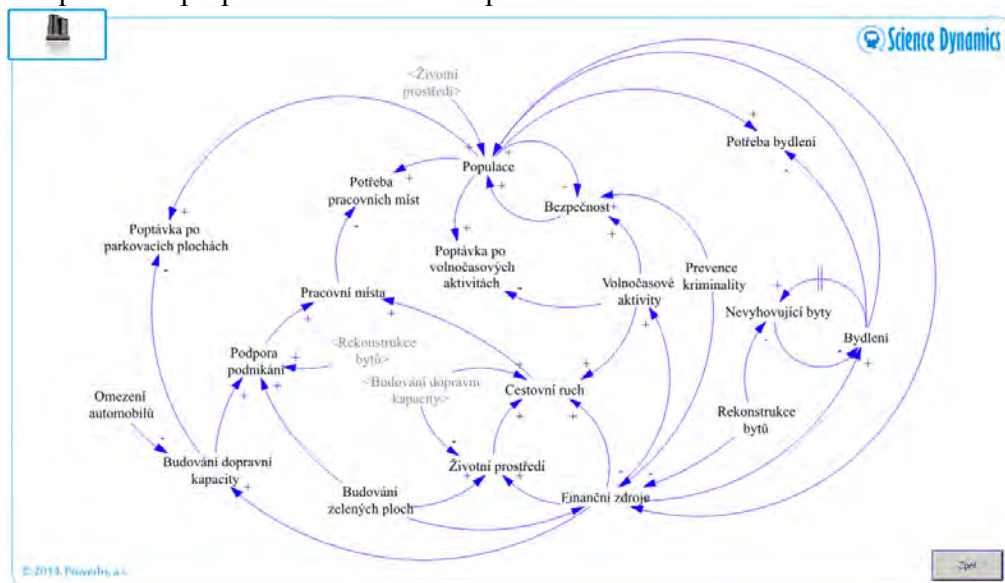 Science Dynamics
<Životní
prostředí>
Potřeba bydlení
Populace
Potřeba
pracovních míst
Bezpečnost
Poptávka po
parkovacích plochách
Poptávka po
volnočasových
aktivitách
Prevence
kriminality
Volnočasové
aktivity
Pracovní místa
Nevyhovující byty
Bydlení
Podpora
podnikání
<Rekonstrukce
bytů>
<Budování dopravní
kapacity>
Cestovní ruch
Omezení
automobilů
Rekonstrukce
bytů
Budování dopravní
kapacity
Životní prostředí
Budování
zelených ploch
Finanční zdroje
© 2014, Proverbs, a.s.
Zpět